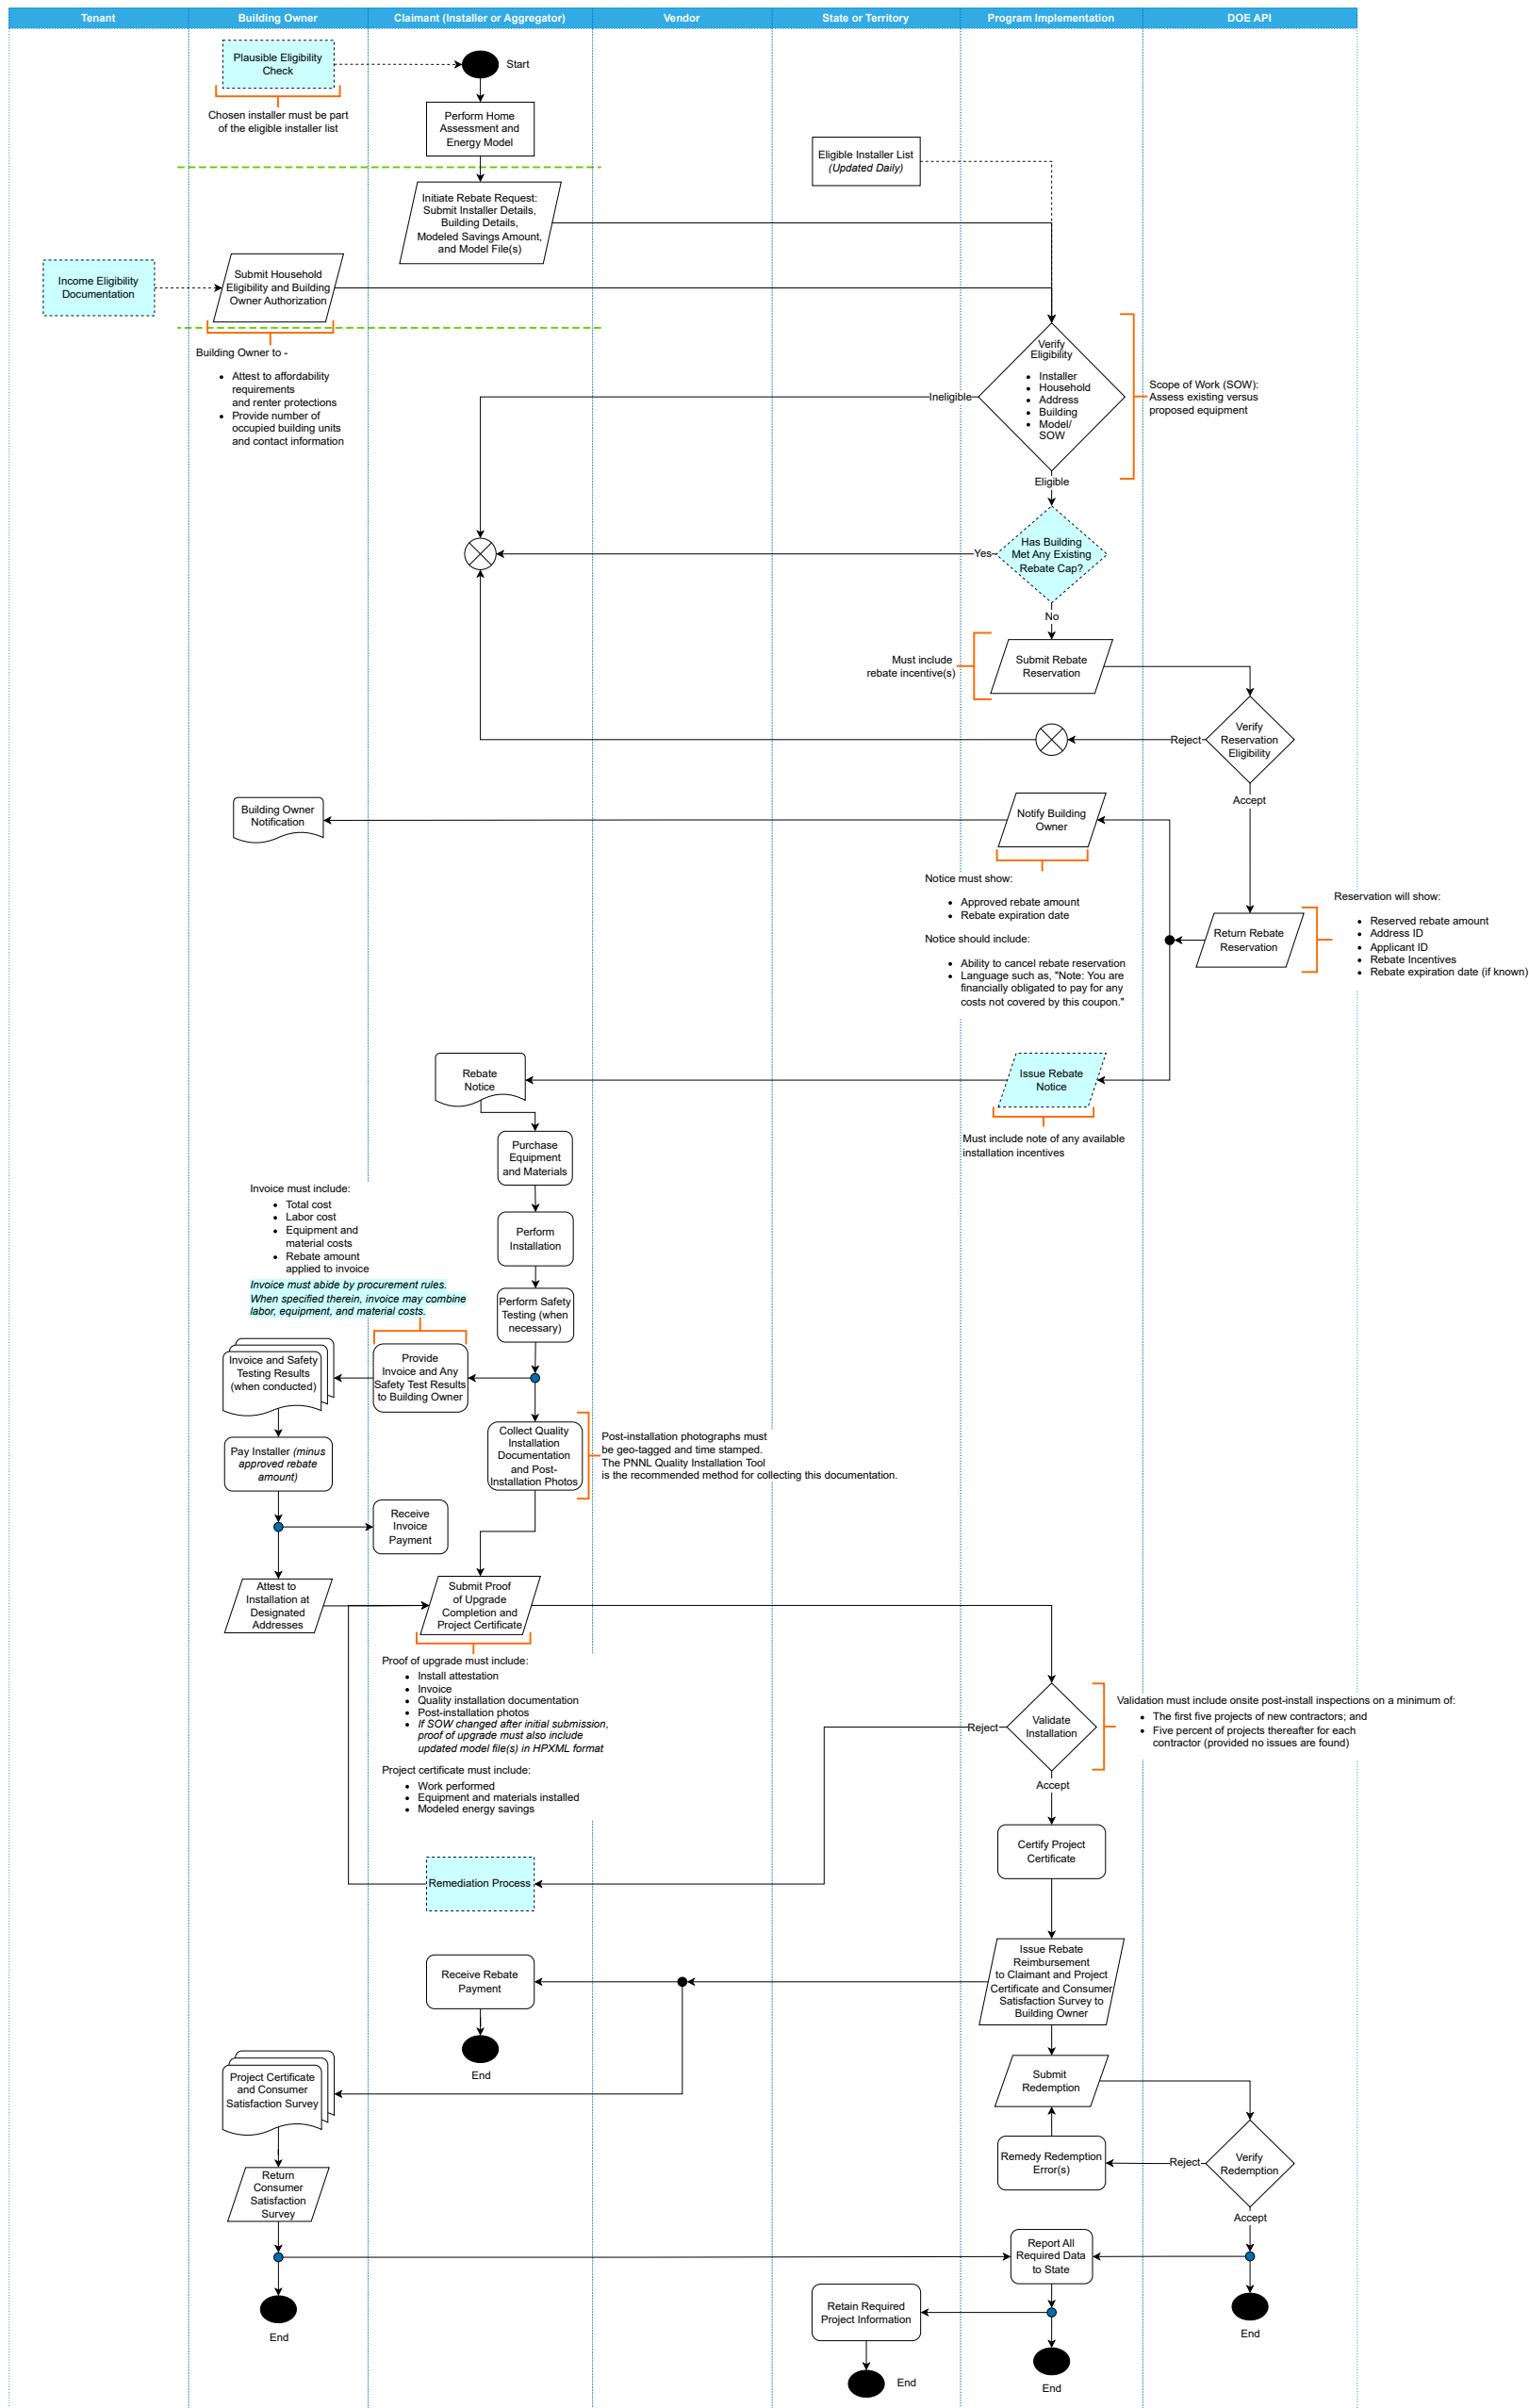 Tenant
Building Owner
Claimant (Installer or Aggregator)
Vendor
State or Territory
Program Implementation
DOE API
Plausible Eligibility
Check
Start
Chosen installer must be part
of the eligible installer list
Perform Home
Assessment and
Energy Model
Eligible Installer List
(Updated Daily)
Initiate Rebate Request:
Submit Installer Details,
Building Details,
Modeled Savings Amount,
and Model File(s)
Income Eligibility
Documentation
Submit Household
Eligibility and Building
Owner Authorization
Building Owner to -
• Attest to affordability
requirements
and renter protections
• Provide number of
occupied building units
and contact information
Verify
Eligibility
• Installer
• Household
• Address
• Building
• Model/
SOW
Scope of Work (SOW):
Assess existing versus
proposed equipment
Ineligible
Eligible
Has Building
Met Any Existing
Rebate Cap?
Yes
No
Must include
rebate incentive(s)
Submit Rebate
Reservation
Verify
Reservation
Eligibility
Reject
Accept
Building Owner
Notification
Notify Building
Owner
Notice must show:
• Approved rebate amount
• Rebate expiration date
Notice should include:
• Ability to cancel rebate reservation
• Language such as, "Note: You are
financially obligated to pay for any
costs not covered by this coupon."
Return Rebate
Reservation
Reservation will show:
• Reserved rebate amount
• Address ID
• Applicant ID
• Rebate Incentives
• Rebate expiration date (if known)
Rebate
Notice
Issue Rebate
Notice
Must include note of any available
installation incentives
Purchase
Equipment
and Materials
Invoice must include:
• Total cost
• Labor cost
• Equipment and
material costs
• Rebate amount
applied to invoice
Invoice must abide by procurement rules.
When specified therein, invoice may combine
labor, equipment, and material costs.
Perform
Installation
Perform Safety
Testing (when
necessary)
Invoice and Safety
Testing Results
(when conducted)
Provide
Invoice and Any
Safety Test Results
to Building Owner
Collect Quality
Installation
Documentation
and Post-
Installation Photos
Post-installation photographs must
be geo-tagged and time stamped.
The PNNL Quality Installation Tool
is the recommended method for collecting this documentation.
Pay Installer (minus
approved rebate
amount)
Receive
Invoice
Payment
Attest to
Installation at
Designated
Addresses
Submit Proof
of Upgrade
Completion and
Project Certificate
Proof of upgrade must include:
• Install attestation
• Invoice
• Quality installation documentation
• Post-installation photos
• If SOW changed after initial submission,
proof of upgrade must also include
updated model file(s) in HPXML format
Project certificate must include:
• Work performed
• Equipment and materials installed
• Modeled energy savings
Reject
Validate
Installation
Validation must include onsite post-install inspections on a minimum of:
• The first five projects of new contractors; and
• Five percent of projects thereafter for each
contractor (provided no issues are found)
Accept
Certify Project
Certificate
Remediation Process
Issue Rebate
Reimbursement
to Claimant and Project
Certificate and Consumer
Satisfaction Survey to
Building Owner
Receive Rebate
Payment
End
Project Certificate
and Consumer
Satisfaction Survey
Submit
Redemption
Remedy Redemption
Error(s)
Reject
Verify
Redemption
Accept
Return
Consumer
Satisfaction
Survey
Report All
Required Data
to State
Retain Required
Project Information
End
End
End
End